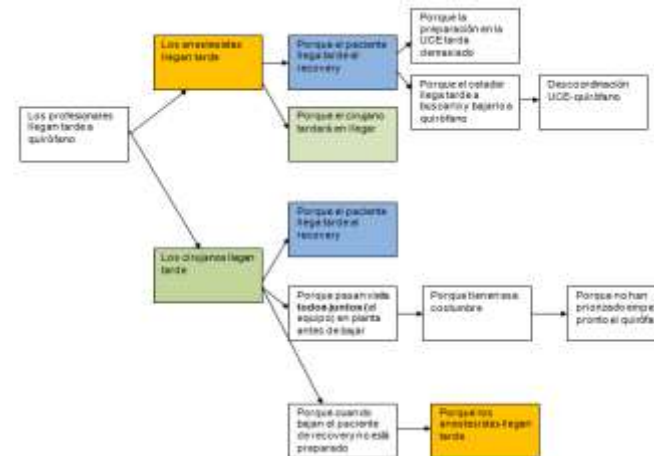 Los anestesistas
llegan tarde
Porque el paciente
llega tarde al
recovery
Porque la
preparación en la
UCE tarda
demasiado
Porque el celador
llega tarde a
buscarlo y bajarlo a
quirófano
Descoordinación
UCE-quirófano
Los profesionales
llegan tarde a
quirófano
Porque el cirujano
tardará en llegar
Porque el paciente
llega tarde al
recovery
Los cirujanos llegan
tarde
Porque pasan visita
todos juntos (el
equipo) en planta
antes de bajar
Porque tienen esa
costumbre
Porque no han
priorizado empe
pronto el quirófa
Porque cuando
bajan el paciente
de recovery no está
preparado
Porque los
anestesistas llegan
tarde